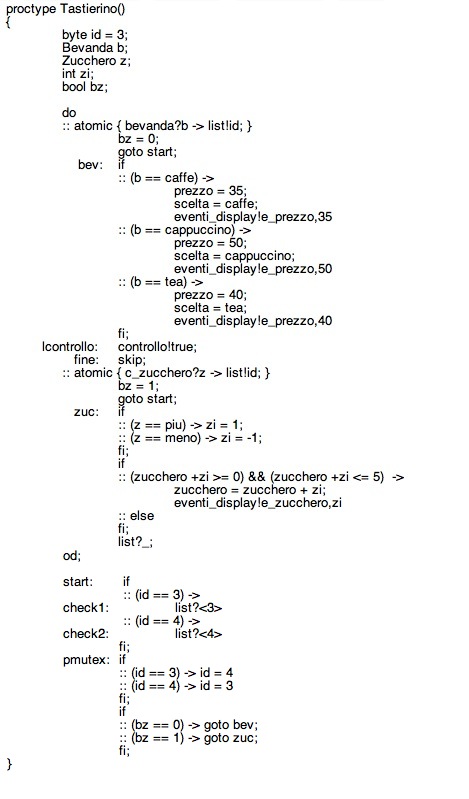 proctype Tastierino()
{
byte id = 3;
Bevanda b;
Zucchero z;
int zi;
bool bz;
do
:: atomic { bevanda?b -> list!id; }
bz = 0;
goto start;
bev: if
:: (b == caffe) ->
prezzo = 35;
scelta = caffe;
eventi_display!e_prezzo,35
:: (b == cappuccino) ->
prezzo = 50;
scelta = cappuccino;
eventi_display!e_prezzo,50
:: (b == tea) ->
prezzo = 40;
scelta = tea;
eventi_display!e_prezzo,40
fi;
lcontrollo: controllo!true;
fine: skip;
:: atomic { c_zucchero?z -> list!id; }
bz = 1;
goto start;
zuc: if
:: (z == piu) -> zi = 1;
:: (z == meno) -> zi = -1;
fi;
if
:: (zucchero +zi >= 0) && (zucchero +zi <= 5) ->
zucchero = zucchero + zi;
eventi_display!e_zucchero,zi
:: else
fi;
list?_;
od;
start: if
:: (id == 3) ->
check1: list?<3>
:: (id == 4) ->
check2: list?<4>
fi;
pmutex: if
:: (id == 3) -> id = 4
:: (id == 4) -> id = 3
fi;
if
:: (bz == 0) -> goto bev;
:: (bz == 1) -> goto zuc;
fi;
}